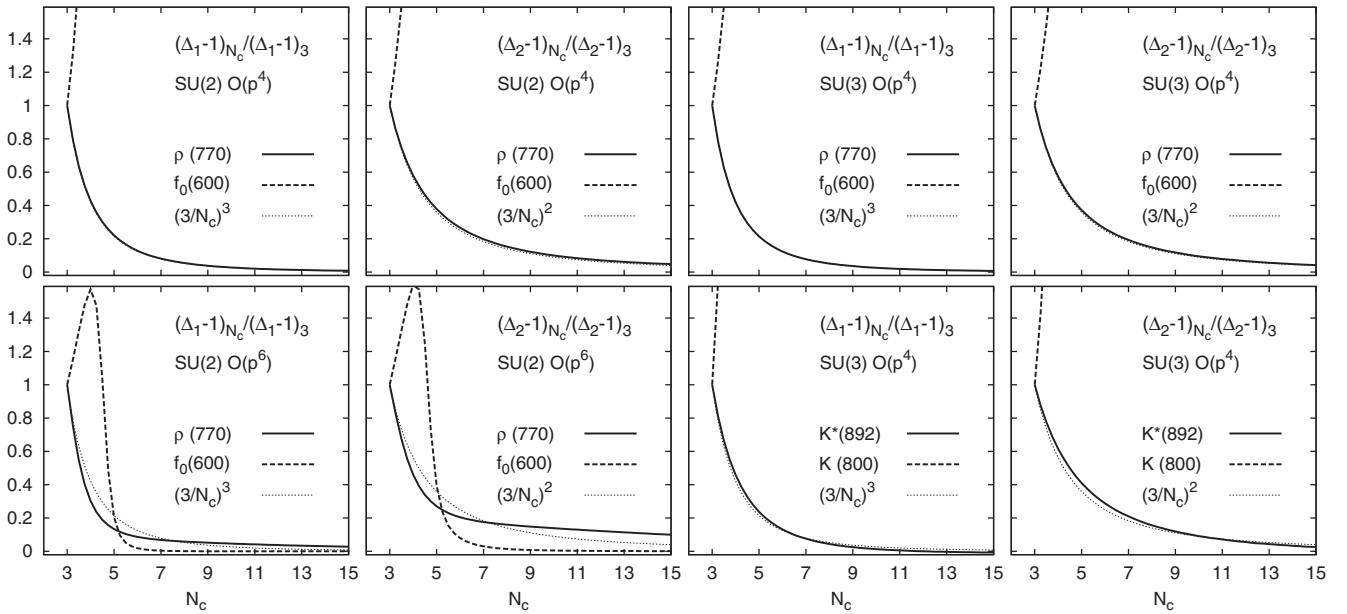 1.4
1.2
1
0.8
0.6
0.4
0.2
0
(Δ1-1)Nc/(Δ1-1)3
SU(2) O(p4)
ρ (770)
f0(600)
(3/Nc)3
(Δ2-1)Nc/(Δ2-1)3
SU(2) O(p4)
ρ (770)
f0(600)
(3/Nc)2
(Δ1-1)Nc/(Δ1-1)3
SU(3) O(p4)
ρ (770)
f0(600)
(3/Nc)3
(Δ2-1)Nc/(Δ2-1)3
SU(3) O(p4)
ρ (770)
f0(600)
(3/Nc)2
1.4
1.2
1
0.8
0.6
0.4
0.2
0
(Δ1-1)Nc/(Δ1-1)3
SU(2) O(p6)
ρ (770)
f0(600)
(3/Nc)3
3 5 7 9 11 13 15
Nc
(Δ2-1)Nc/(Δ2-1)3
SU(2) O(p6)
ρ (770)
f0(600)
(3/Nc)2
3 5 7 9 11 13 15
Nc
(Δ1-1)Nc/(Δ1-1)3
SU(3) O(p4)
K*(892)
K (800)
(3/Nc)3
3 5 7 9 11 13 15
Nc
(Δ2-1)Nc/(Δ2-1)3
SU(3) O(p4)
K*(892)
K (800)
(3/Nc)2
3 5 7 9 11 13 15
Nc